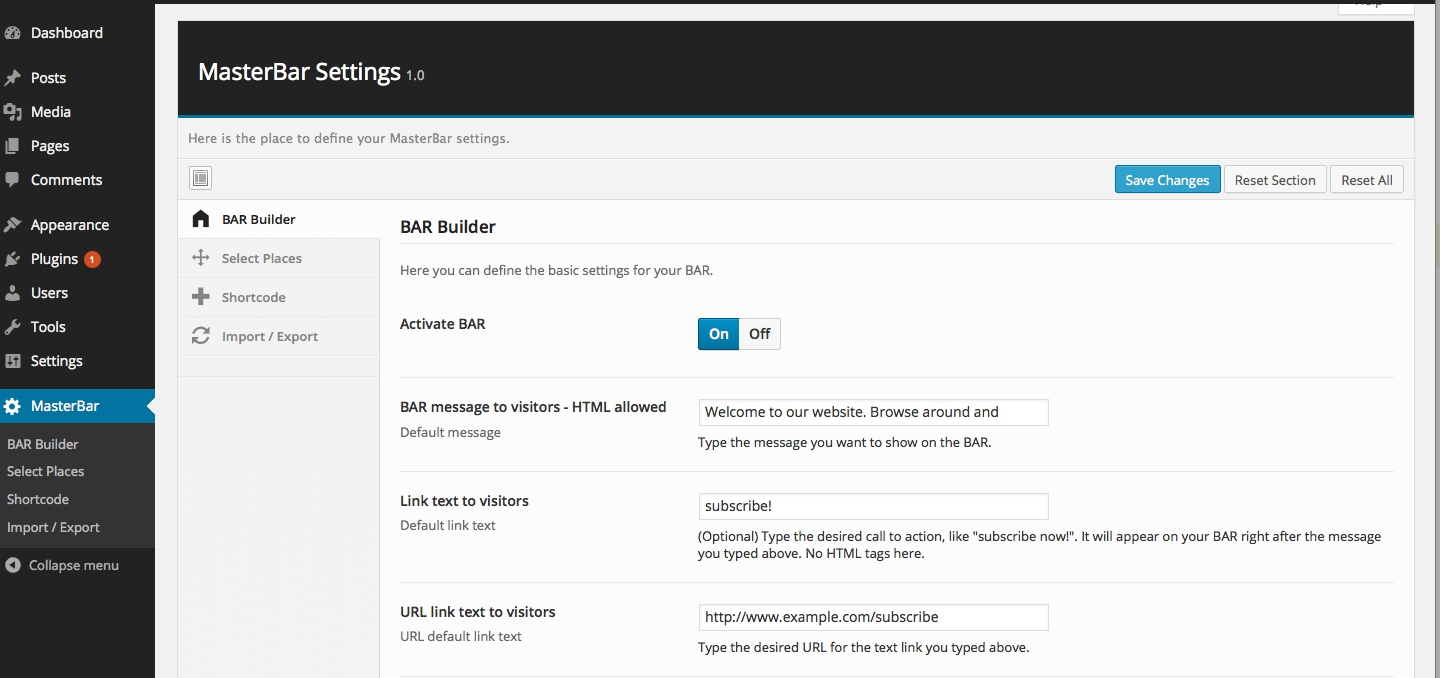 Help
Dashboard
Posts
Media
Pages
Comments
Appearance
Plugins 1
Users
Tools
Settings
MasterBar
BAR Builder
Select Places
Shortcode
Import / Export
Collapse menu
MasterBar Settings 1.0
Here is the place to define your MasterBar settings.
Save Changes
Reset Section
Reset All
BAR Builder
Select Places
Shortcode
Import / Export
BAR Builder
Here you can define the basic settings for your BAR.
Activate BAR
On
Off
BAR message to visitors - HTML allowed
Default message
Welcome to our website. Browse around and
Type the message you want to show on the BAR.
Link text to visitors
Default link text
subscribe!
(Optional) Type the desired call to action, like "subscribe now!". It will appear on your BAR right after the message
you typed above. No HTML tags here.
URL link text to visitors
URL default link text
http://www.example.com/subscribe
Type the desired URL for the text link you typed above.